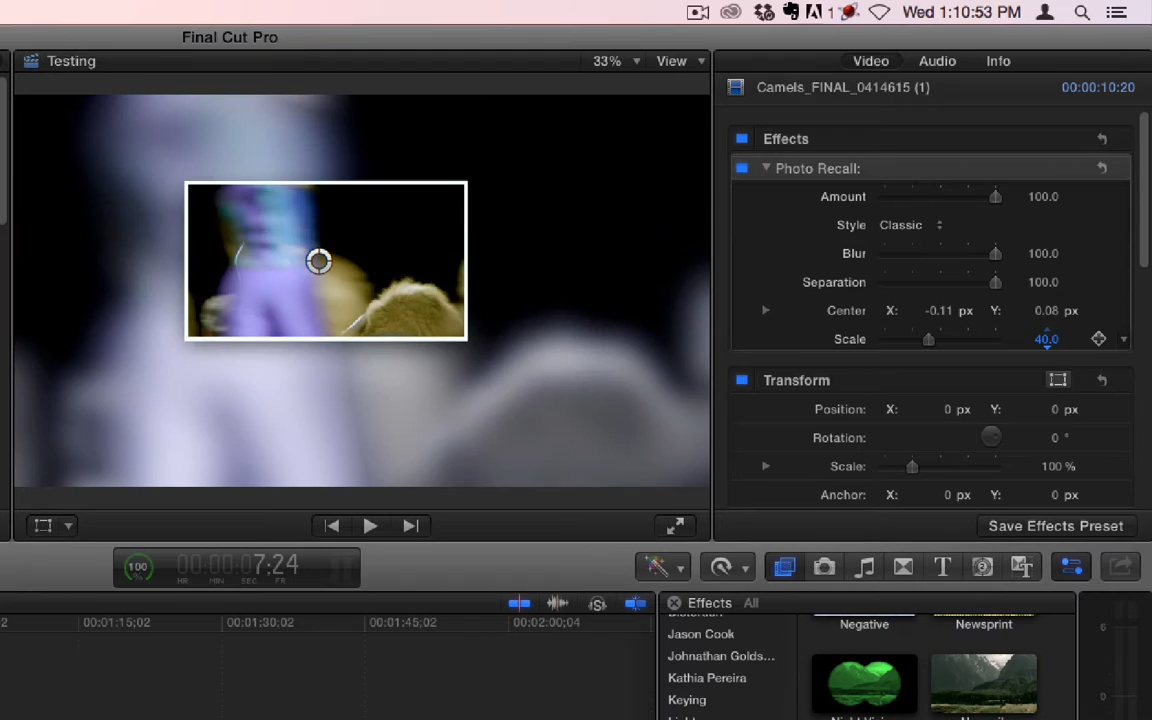 1 Wed 1:10:53 PM
Final Cut Pro
Testing 33% View Video Audio Info
Camels_FINAL_0414615 (1) 00:00:10:20
Effects
Photo Recall:
Amount 100.0
Style Classic
Blur 100.0
Separation 100.0
Center X: -0.11 px Y: 0.08 px
Scale 40.0
Transform
Position: X: 0 px Y: 0 px
Rotation: 0 °
Scale: 100 %
Anchor: X: 0 px Y: 0 px
Save Effects Preset
100 % 00:00:07:24
HR MIN SEC FR
T
S
Effects All
00:01:15;02 00:01:30;02 00:01:45;02 00:02:00;04
Negative Newsprint
Jason Cook
Johnathan Golds...
Kathia Pereira
Keying
6
0